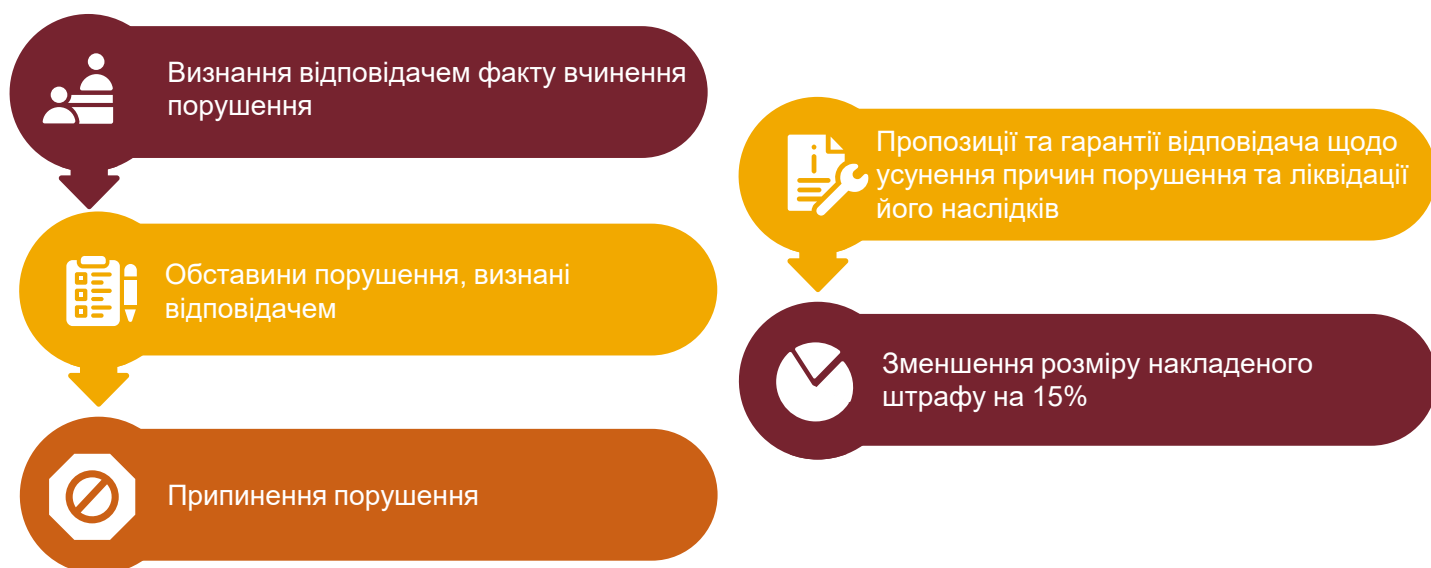 Визнання відповідачем факту вчинення
порушення
Обставини порушення, визнані
відповідачем
Припинення порушення
Пропозиції та гарантії відповідача щодо
усунення причин порушення та ліквідації
його наслідків
Зменшення розміру накладеного
штрафу на 15%